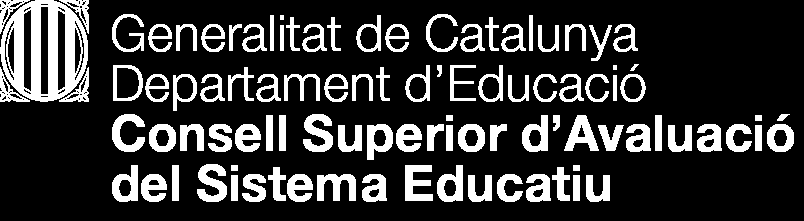 Generalitat de Catalunya
Departament d’Educació
Consell Superior d’Avaluació
del Sistema Educatiu